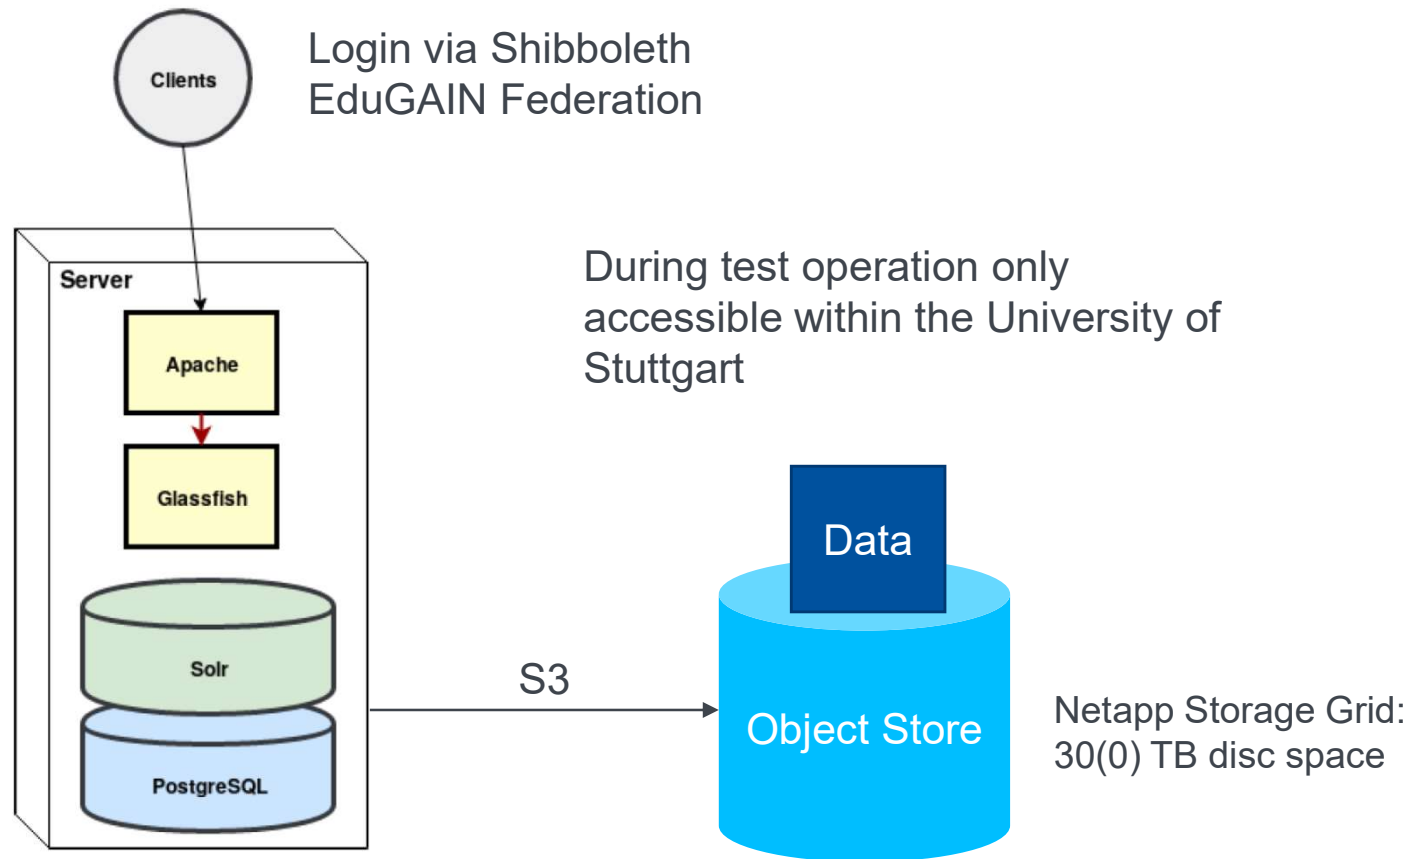 Clients
Login via Shibboleth
EduGAIN Federation
Server
Apache
During test operation only
accessible within the University of
Stuttgart
Glassfish
Data
Solr
S3
Object Store
Netapp Storage Grid:
30(0) TB disc space
PostgreSQL